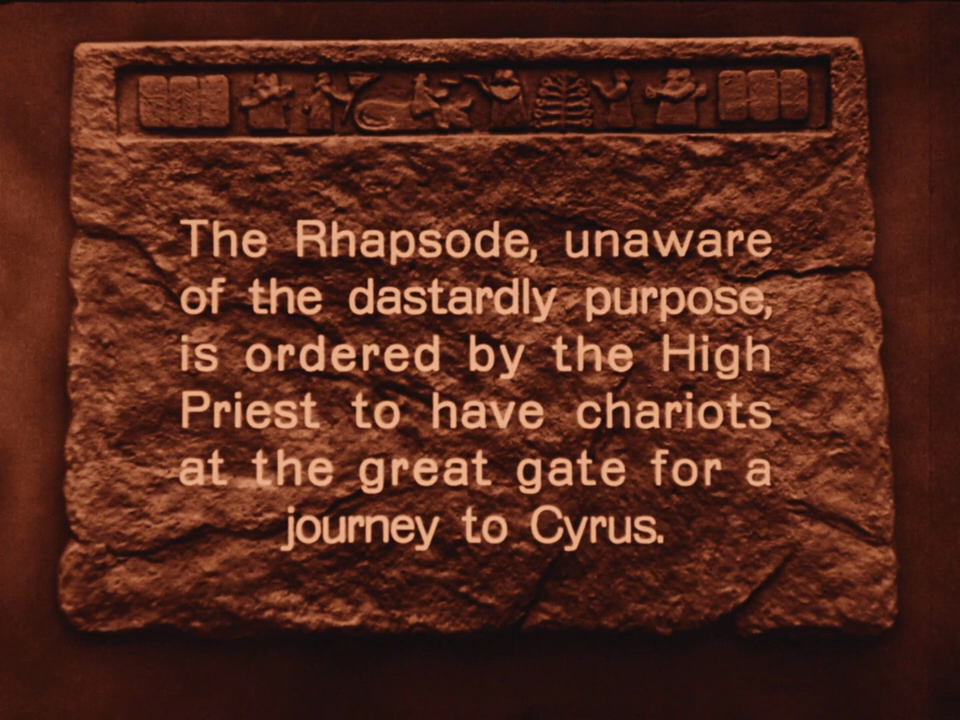 The Rhapsode, unaware
of the dastardly purpose,
is ordered by the High
Priest to have chariots
at the great gate for a
journey to Cyrus.